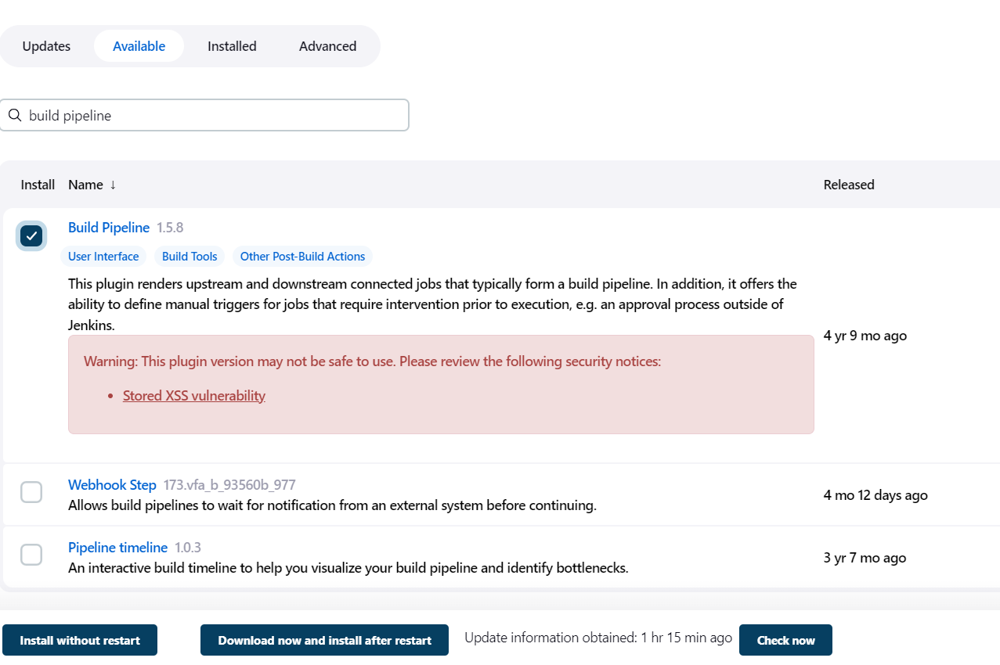 Updates Available Installed Advanced
build pipeline
Install Name ↓ Released
Build Pipeline 1.5.8
User Interface Build Tools Other Post-Build Actions
This plugin renders upstream and downstream connected jobs that typically form a build pipeline. In addition, it offers the
ability to define manual triggers for jobs that require intervention prior to execution, e.g. an approval process outside of
Jenkins.
4 yr 9 mo ago
Warning: This plugin version may not be safe to use. Please review the following security notices:
• Stored XSS vulnerability
Webhook Step 173.vfa_b_93560b_977
Allows build pipelines to wait for notification from an external system before continuing.
4 mo 12 days ago
Pipeline timeline 1.0.3
An interactive build timeline to help you visualize your build pipeline and identify bottlenecks.
3 yr 7 mo ago
Install without restart Download now and install after restart Update information obtained: 1 hr 15 min ago Check now